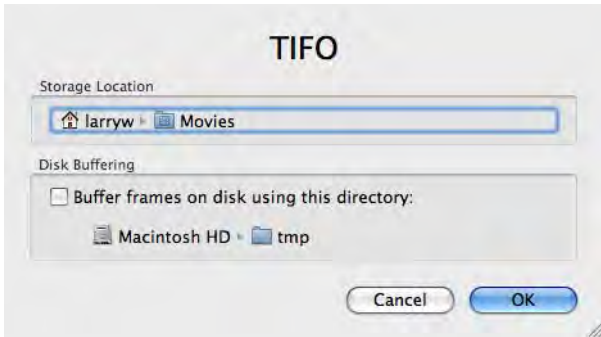 TIFO
Storage Location
larryw Movies
Disk Buffering
Buffer frames on disk using this directory:
Macintosh HD tmp
Cancel OK